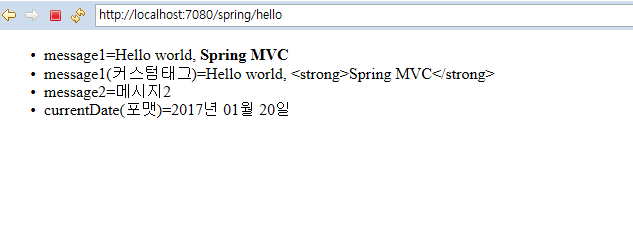 http://localhost:7080/spring/hello
• message1=Hello world, Spring MVC
• message1(커스텀태그)=Hello world, <strong>Spring MVC</strong>
• message2=메시지2
• currentDate(포맷)=2017년 01월 20일